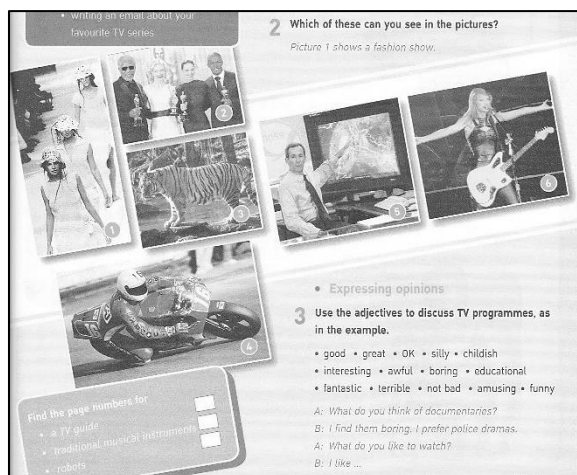 • writing an email about your
favourite TV series
2 Which of these can you see in the pictures?
Picture 1 shows a fashion show.
1
2
3
4
5
6
• Expressing opinions
3 Use the adjectives to discuss TV programmes, as
in the example.
• good • great • OK • silly • childish
• interesting • awful • boring • educational
• fantastic • terrible • not bad • amusing • funny
A: What do you think of documentaries?
B: I find them boring. I prefer police dramas.
A: What do you like to watch?
B: I like ...
Find the page numbers for
• a TV guide
• traditional musical instruments
• robots